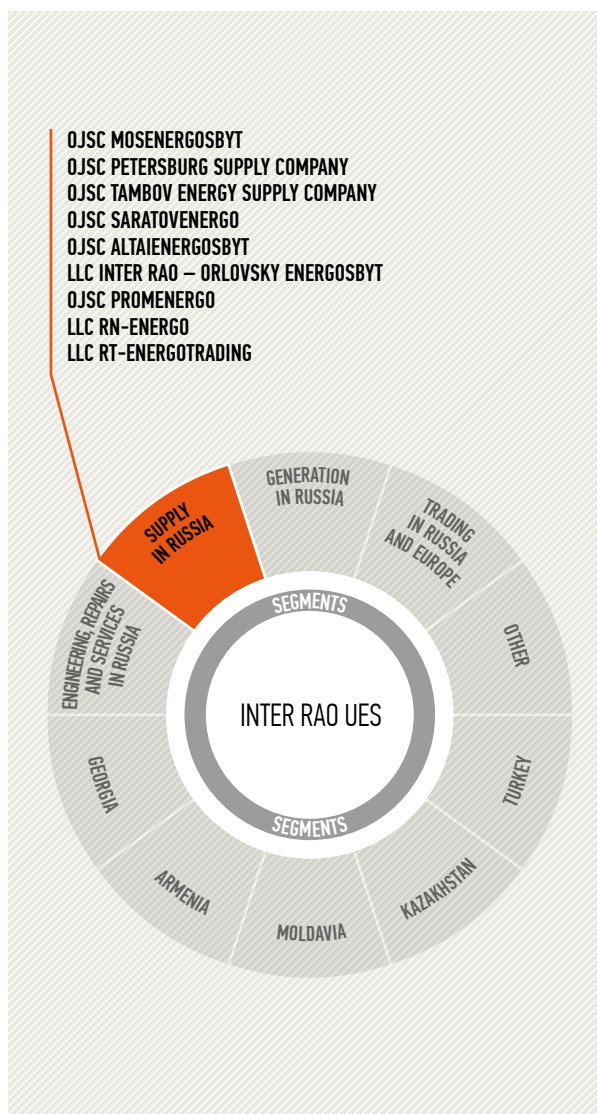 OJSC MOSENERGOSBYT
OJSC PETERSBURG SUPPLY COMPANY
OJSC TAMBOV ENERGY SUPPLY COMPANY
OJSC SARATOVENERGO
OJSC ALTAIENERGOSBYT
LLC INTER RAO – ORLOVSKY ENERGOSBYT
OJSC PROMENERGO
LLC RN-ENERGO
LLC RT-ENERGOTRADING
SUPPLY
IN RUSSIA
GENERATION
IN RUSSIA
TRADING
IN RUSSIA
AND EUROPE
OTHER
TURKEY
KAZAKHSTAN
MOLDAVIA
ARMENIA
GEORGIA
ENGINEERING, REPAIRS
AND SERVICES
IN RUSSIA
SEGMENTS
INTER RAO UES
SEGMENTS